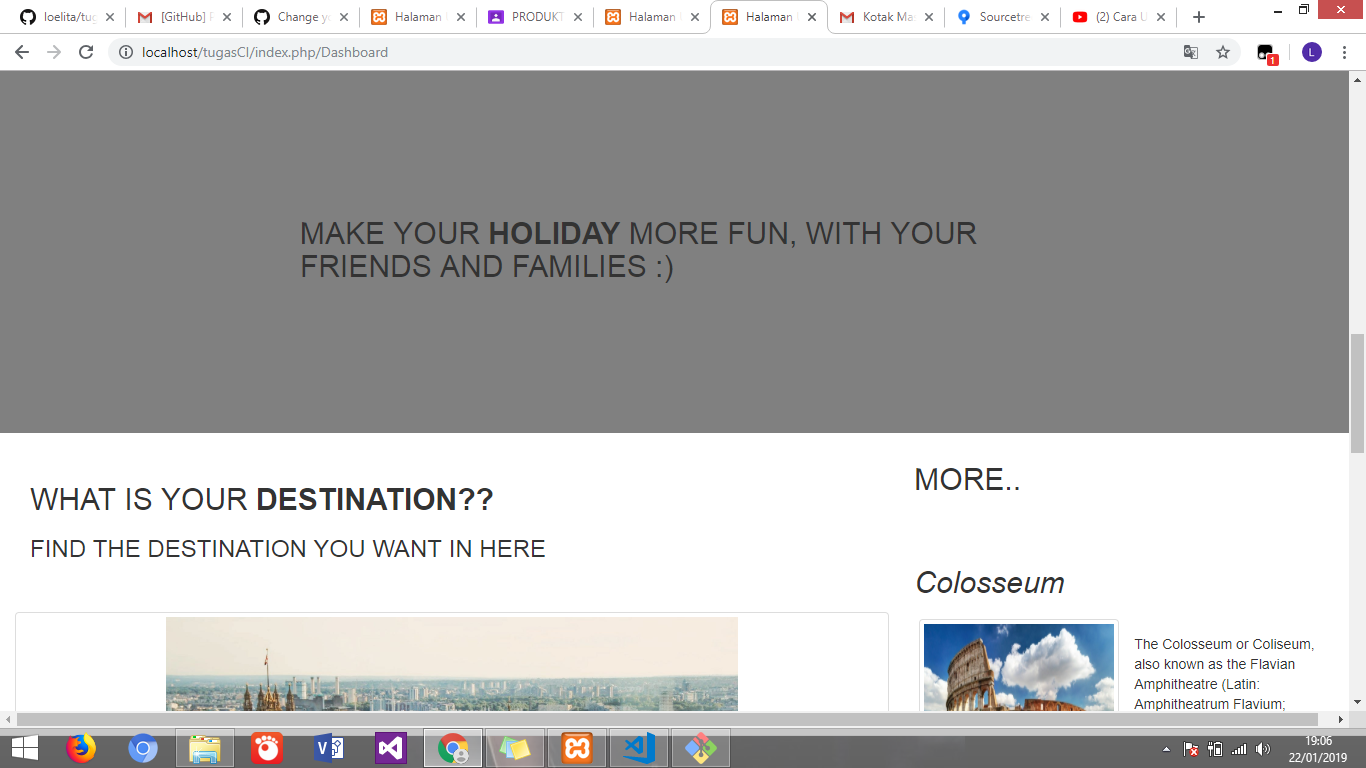 loelita/tug
[GitHub] P
Change yo
Halaman
PRODUKT
Halaman
Halaman
Kotak Mas
Sourcetre
(2) Cara U
localhost/tugasCI/index.php/Dashboard
1
L
MAKE YOUR HOLIDAY MORE FUN, WITH YOUR
FRIENDS AND FAMILIES :)
WHAT IS YOUR DESTINATION??
FIND THE DESTINATION YOU WANT IN HERE
MORE..
Colosseum
The Colosseum or Coliseum,
also known as the Flavian
Amphitheatre (Latin:
Amphitheatrum Flavium;
19:06
22/01/2019